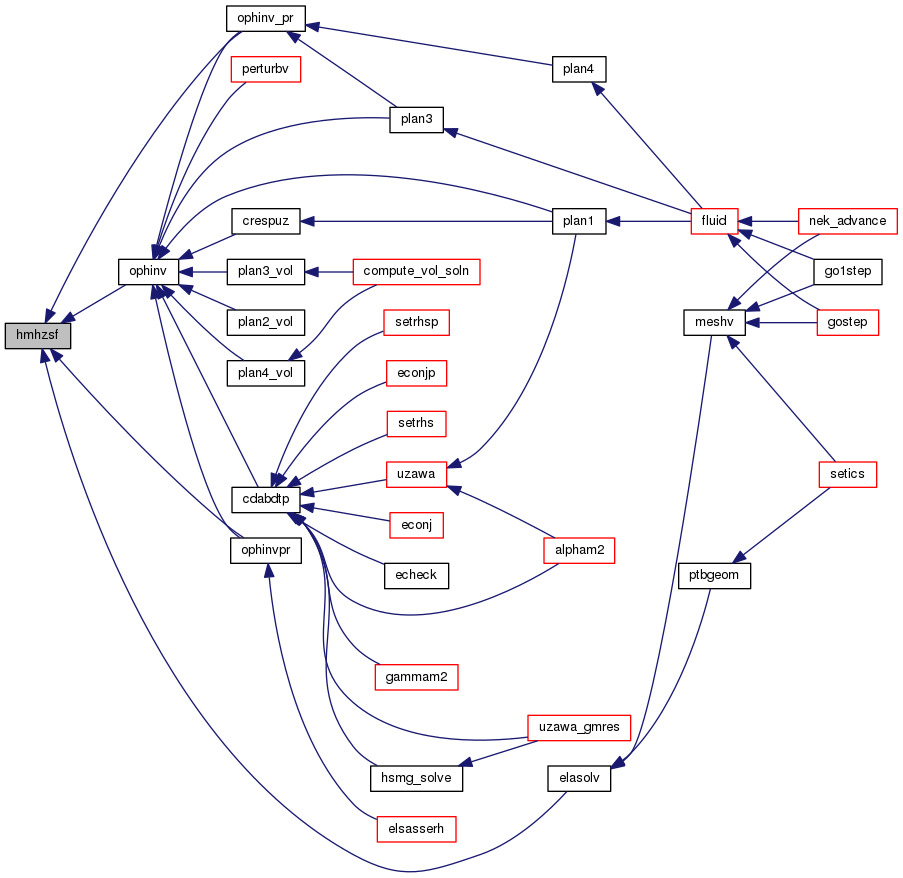 ophinv_pr
perturbv
plan4
plan3
crespuz
plan1
fluid
nek_advance
ophinv
plan3_vol
compute_vol_soln
go1step
hmhzsf
plan2_vol
setrhsp
meshv
gostep
plan4_vol
econjp
setrhs
uzawa
setics
cdabdtp
econj
ophinvpr
alpham2
echeck
ptbgeom
gammam2
uzawa_gmres
hsmg_solve
elasolv
elsasserh